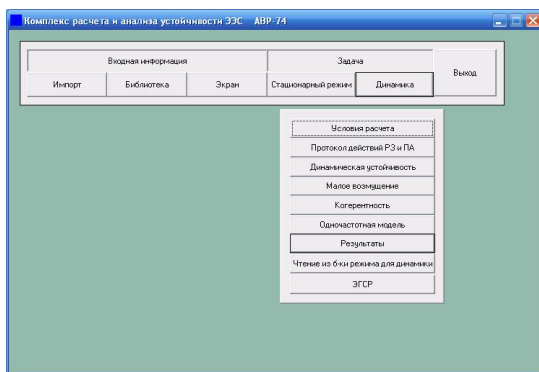 Комплекс расчета и анализа устойчивости ЭЭС АВР-74
Входная информация
Задача
Выход
Импорт
Библиотека
Экран
Стационарный режим
Динамика
Условия расчета
Протокол действий РЗ и ПА
Динамическая устойчивость
Малое возмущение
Когерентность
Одночастотная модель
Результаты
Чтение из б-ки режима для динамики
ЭГСР